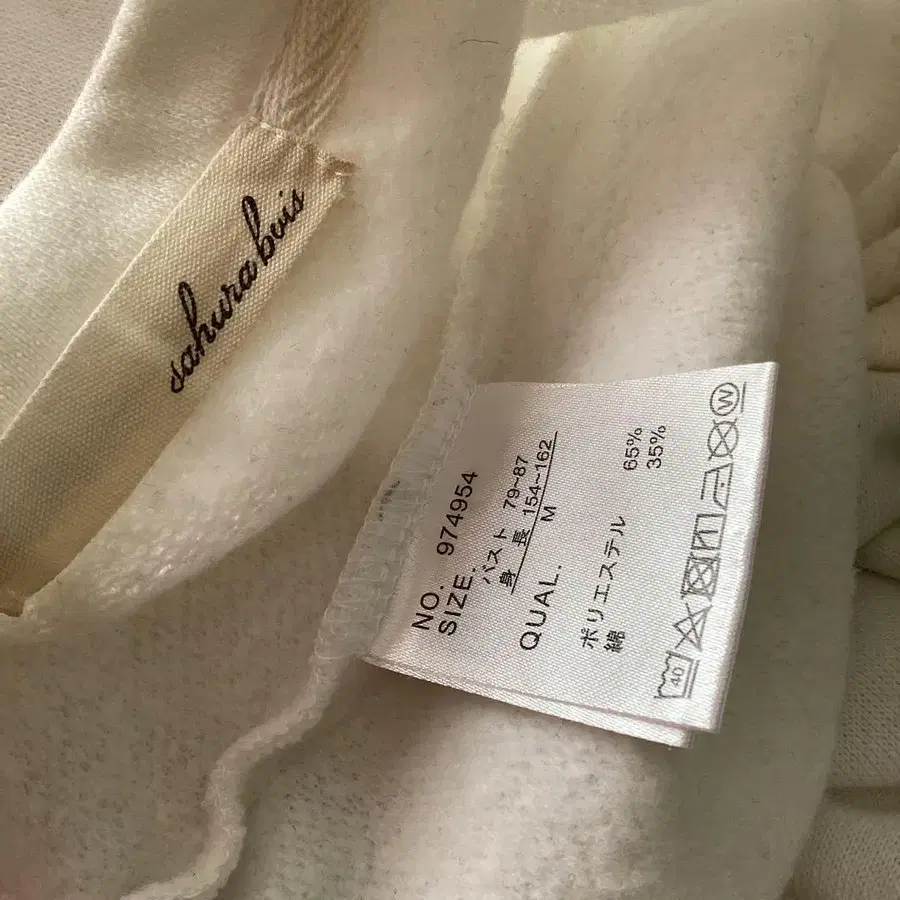 sahura bois
NO. 974954
SIZE: バスト 79~87
身 長 154~162
M
QUAL.
ポリエステル 65%
綿 35%
40
W